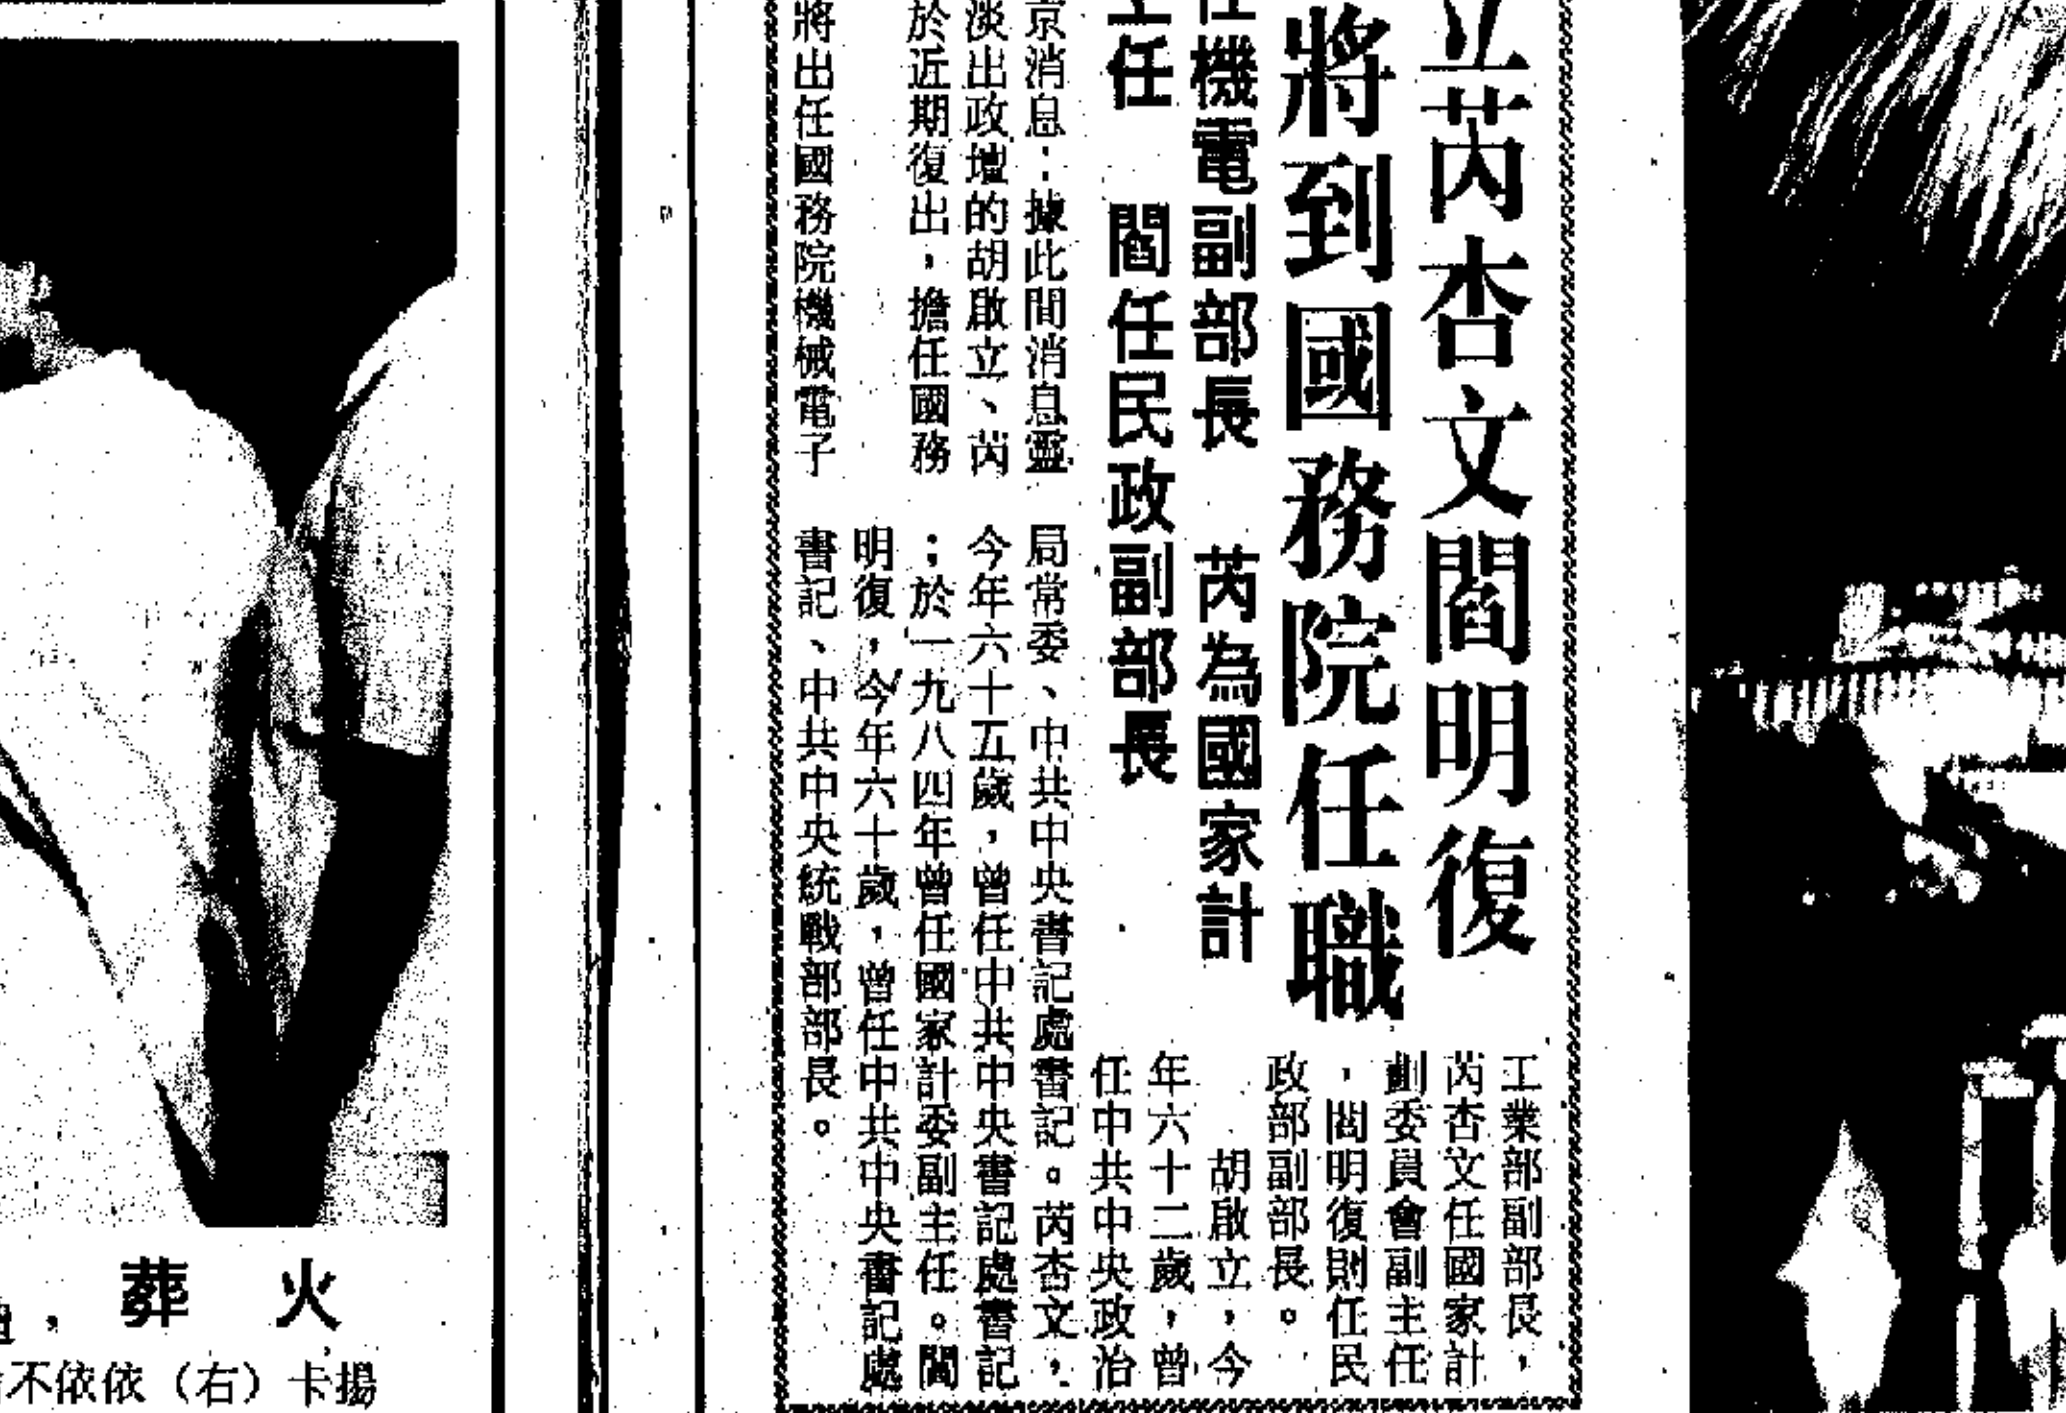 立芮杏文閻明復
將到國務院任職
任機電副部長　芮為國家計
主任　閻任民政副部長
京消息：據此間消息靈
淡出政壇的胡啟立、芮
於近期復出，擔任國務
將出任國務院機械電子
工業部副部長，
芮杏文任國家計
劃委員會副主任
，閻明復則任民
政部副部長。
胡啟立，今
年六十二歲，曾
任中共中央政治
局常委、中共中央書記處書記。芮杏文，
今年六十五歲，曾任中共中央書記處書記
；於一九八四年曾任國家計委副主任。閻
明復，今年六十歲，曾任中共中央書記處
書記、中共中央統戰部部長。
火　葬
揚卡（右）依依不
，